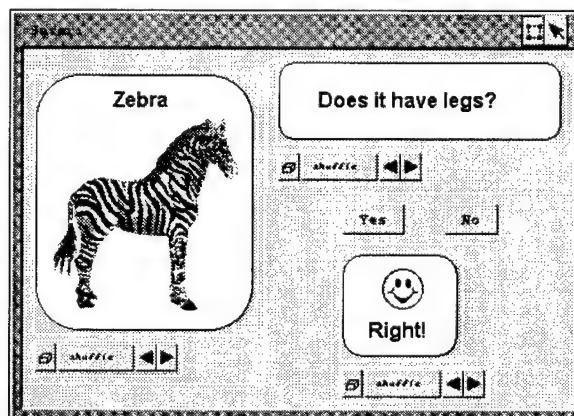 Zebra
Does it have legs?
shuffle
Yes No
Right!
shuffle
shuffle